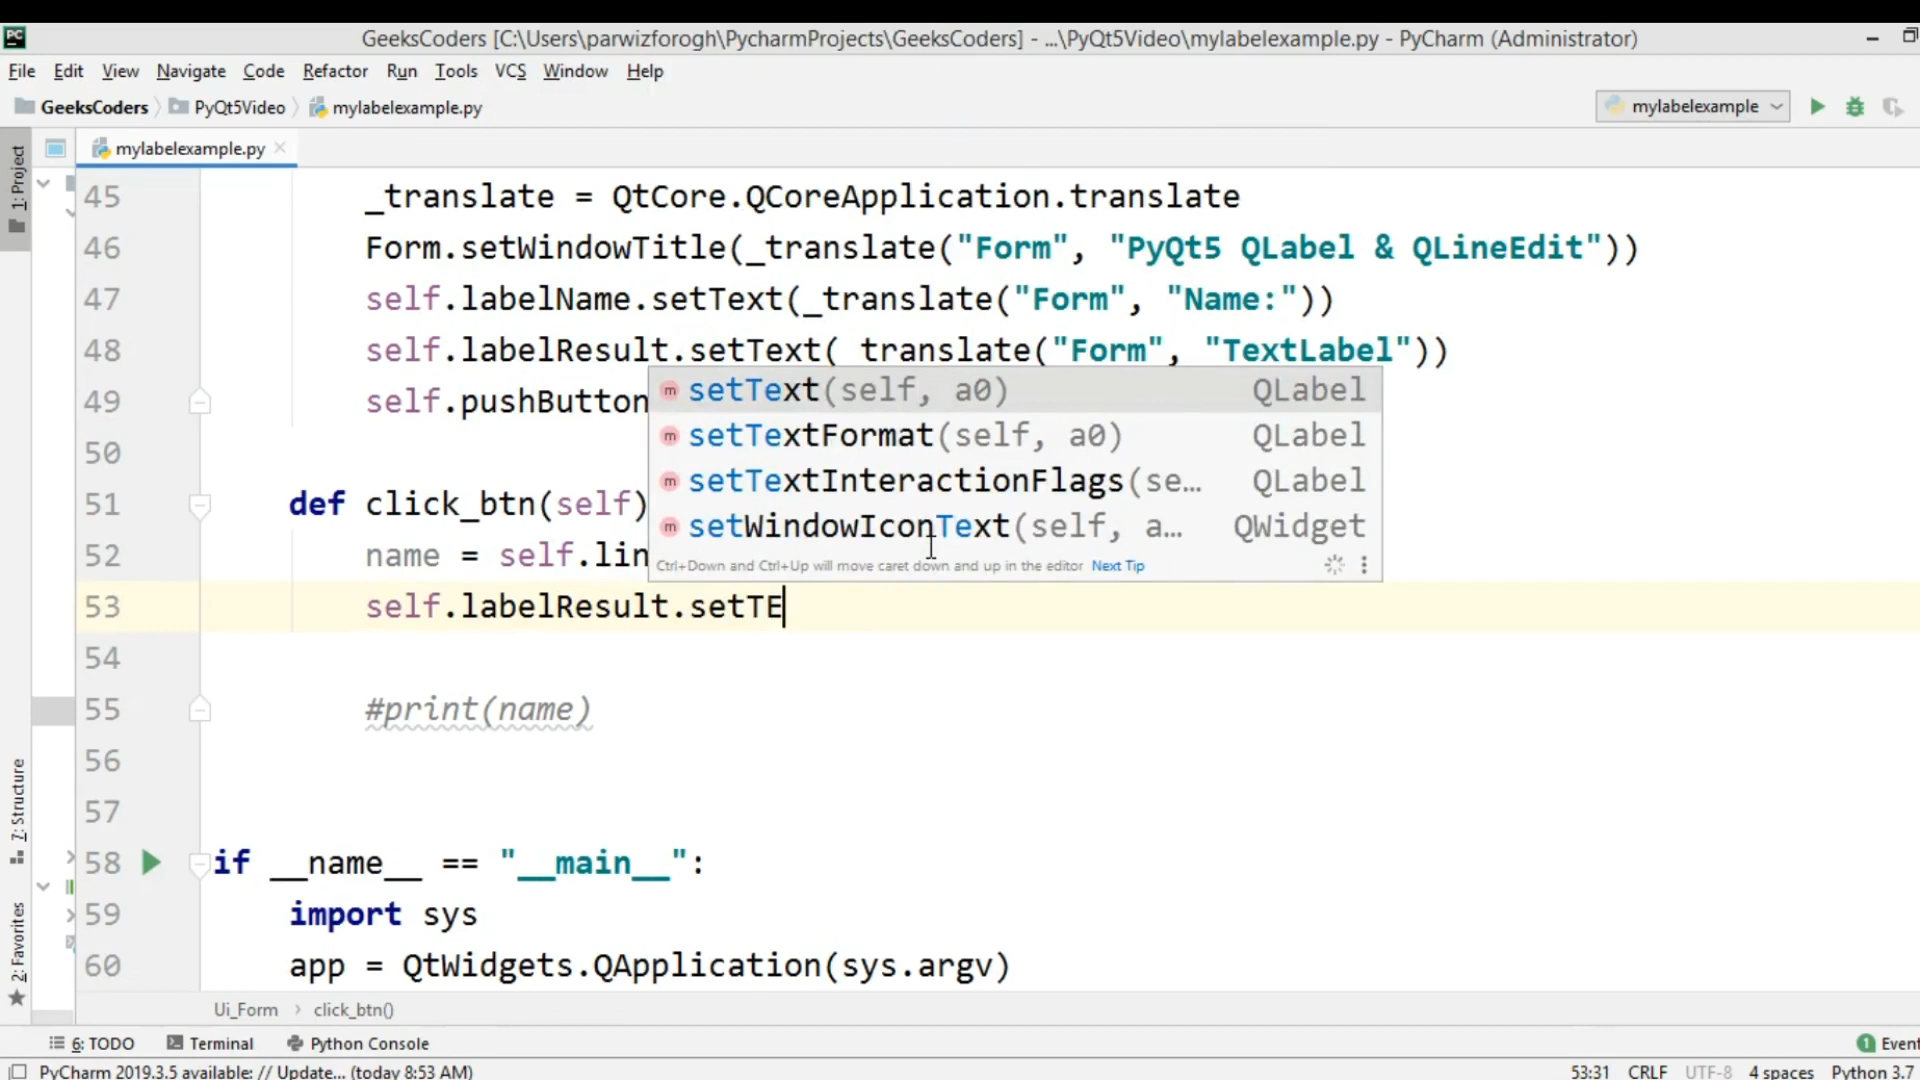 PC GeeksCoders [C:\Users\parwizforogh\PycharmProjects\GeeksCoders] - ...\PyQt5Video\mylabelexample.py - PyCharm (Administrator)
File Edit View Navigate Code Refactor Run Tools VCS Window Help
GeeksCoders PyQt5Video mylabelexample.py mylabelexample
1: Project
mylabelexample.py
45 _translate = QtCore.QCoreApplication.translate
46 Form.setWindowTitle(_translate("Form", "PyQt5 QLabel & QLineEdit"))
47 self.labelName.setText(_translate("Form", "Name:"))
48 self.labelResult.setText( translate("Form", "TextLabel"))
49 self.pushButton
setText(self, a0) QLabel
setTextFormat(self, a0) QLabel
setTextInteractionFlags(se… QLabel
setWindowIconText(self, a… QWidget
Ctrl+Down and Ctrl+Up will move caret down and up in the editor Next Tip
50
51 def click_btn(self)
52 name = self.lin
53 self.labelResult.setTE
54
55 #print(name)
56
57
58 if __name__ == "__main__":
59 import sys
60 app = QtWidgets.QApplication(sys.argv)
7: Structure
2: Favorites
Ui_Form › click_btn()
6: TODO Terminal Python Console 1 Event
PyCharm 2019.3.5 available: // Update... (today 8:53 AM) 53:31 CRLF UTF-8 4 spaces Python 3.7